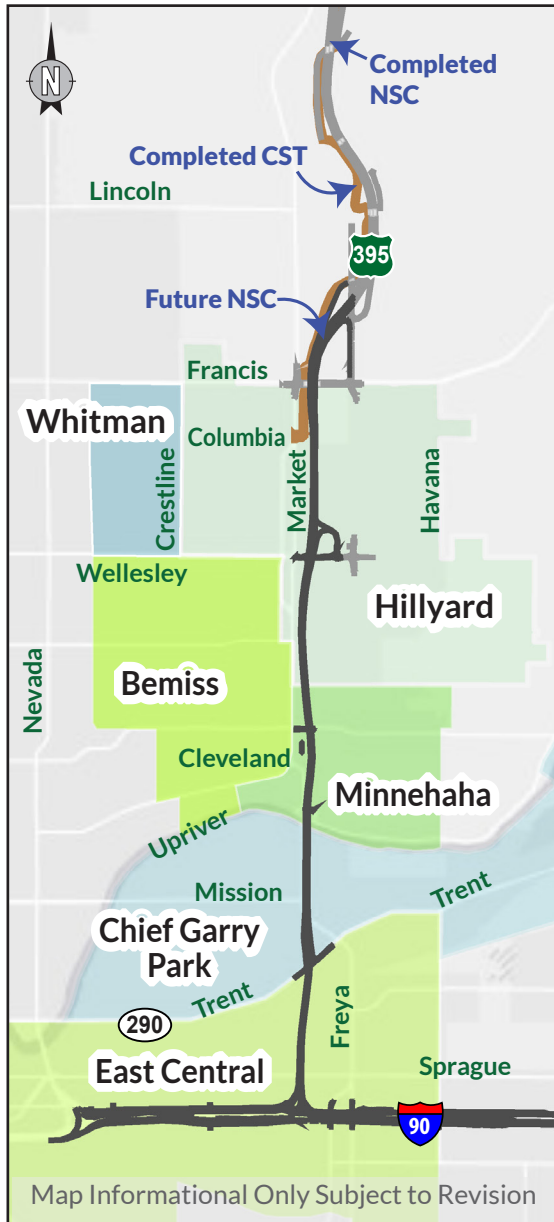 N
Completed
NSC
Completed CST
Lincoln
395
Future NSC
Francis
Whitman
Columbia
Crestline
Market
Havana
Wellesley
Hillyard
Nevada
Bemiss
Cleveland
Minnehaha
Upriver
Mission
Trent
Chief Garry
Park
Trent
290
Freya
East Central
Sprague
90
Map Informational Only Subject to Revision